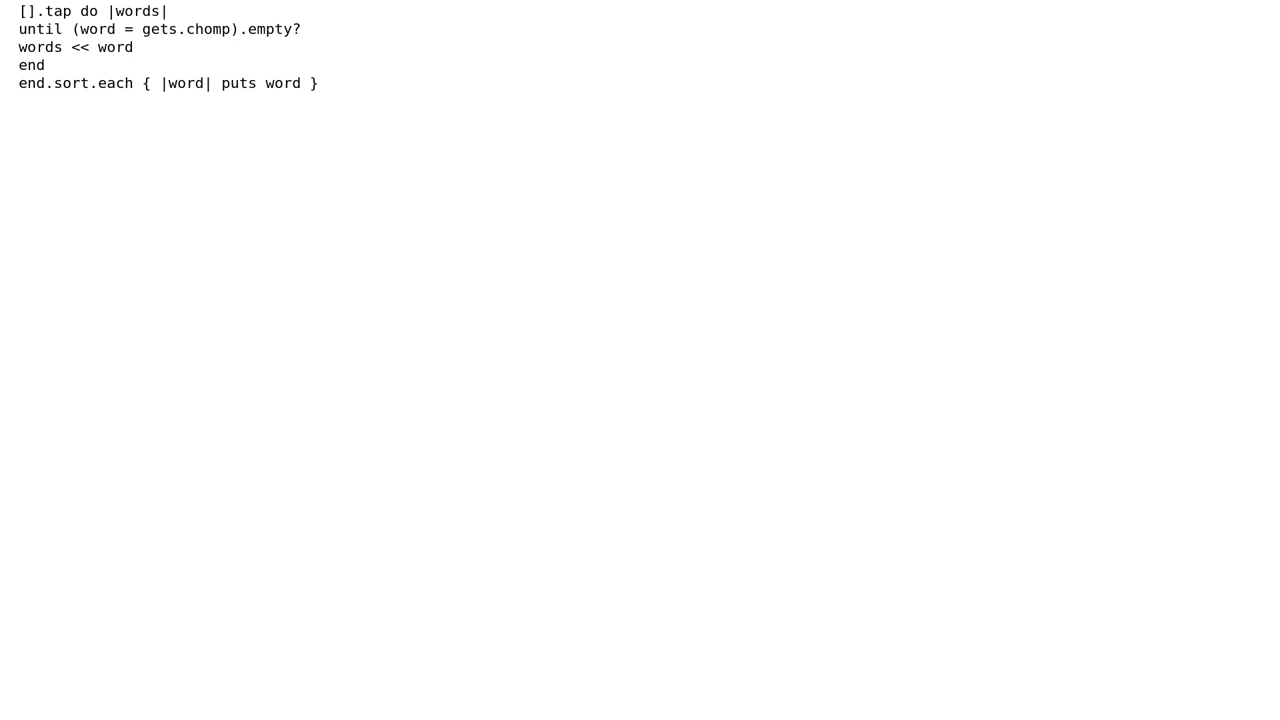 [].tap do |words|
until (word = gets.chomp).empty?
words << word
end
end.sort.each { |word| puts word }